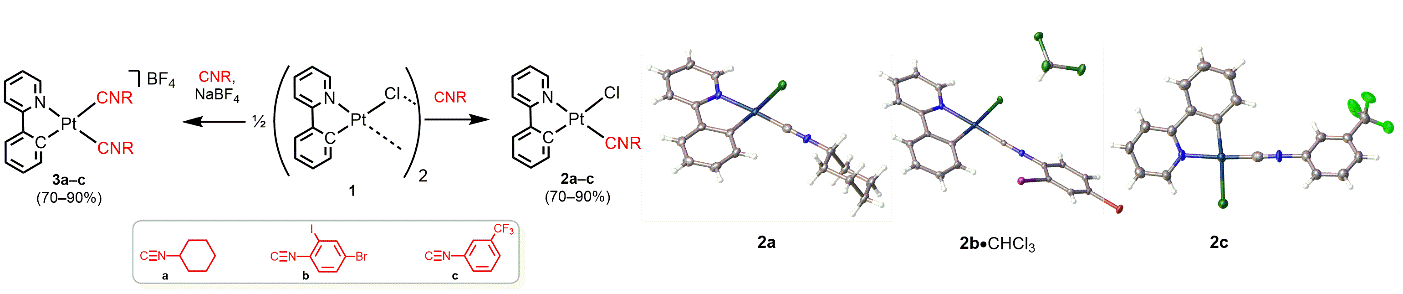 CNR,
NaBF₄
] BF₄
N
Pt
C
CNR
CNR
3a–c
(70–90%)
½
N
Cl
Pt
C
1
2
CNR
N
Cl
Pt
C
CNR
2a–c
(70–90%)
C≡N
a
I
C≡N
Br
b
CF₃
C≡N
c
2a
2b•CHCl₃
2c